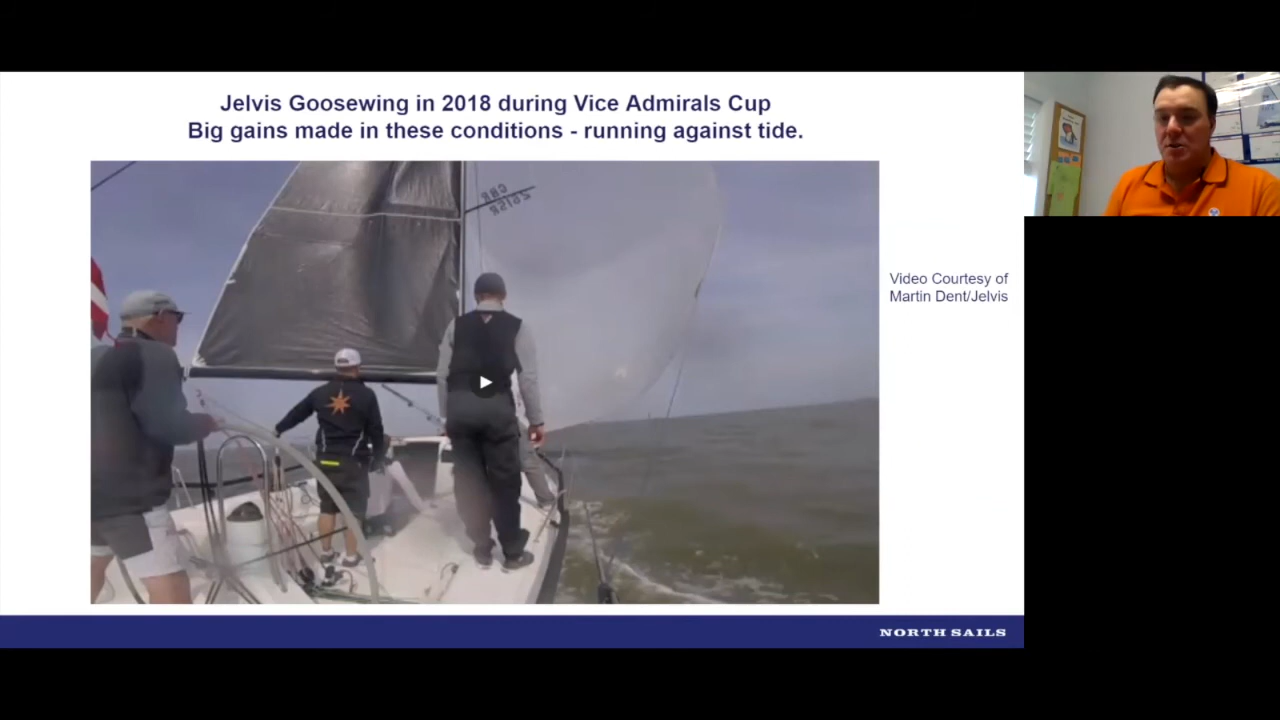 Jelvis Goosewing in 2018 during Vice Admirals Cup
Big gains made in these conditions - running against tide.
Video Courtesy of
Martin Dent/Jelvis
NORTH SAILS